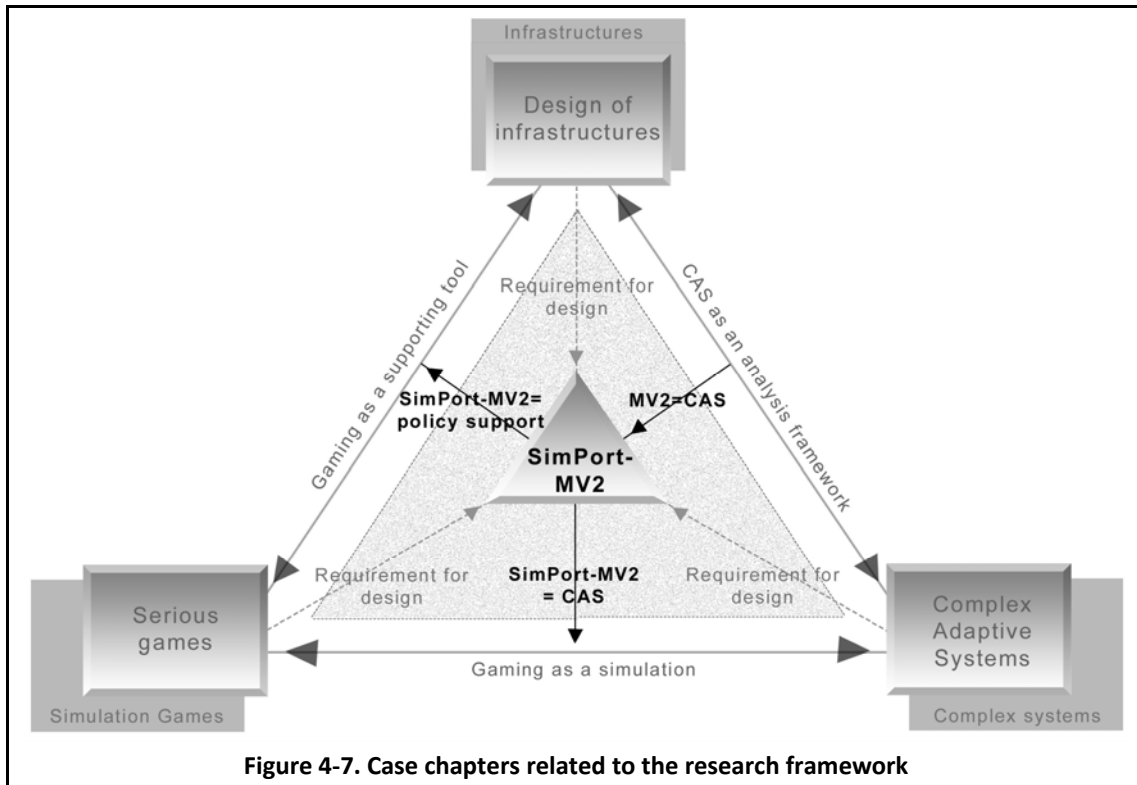 Infrastructures
Design of
infrastructures
Gaming as a supporting tool
CAS as an analysis framework
Requirement for
design
SimPort-MV2=
policy support
MV2=CAS
SimPort-
MV2
Requirement for
design
SimPort-MV2
= CAS
Requirement for
design
Serious
games
Simulation Games
Gaming as a simulation
Complex
Adaptive
Systems
Complex systems
Figure 4-7. Case chapters related to the research framework